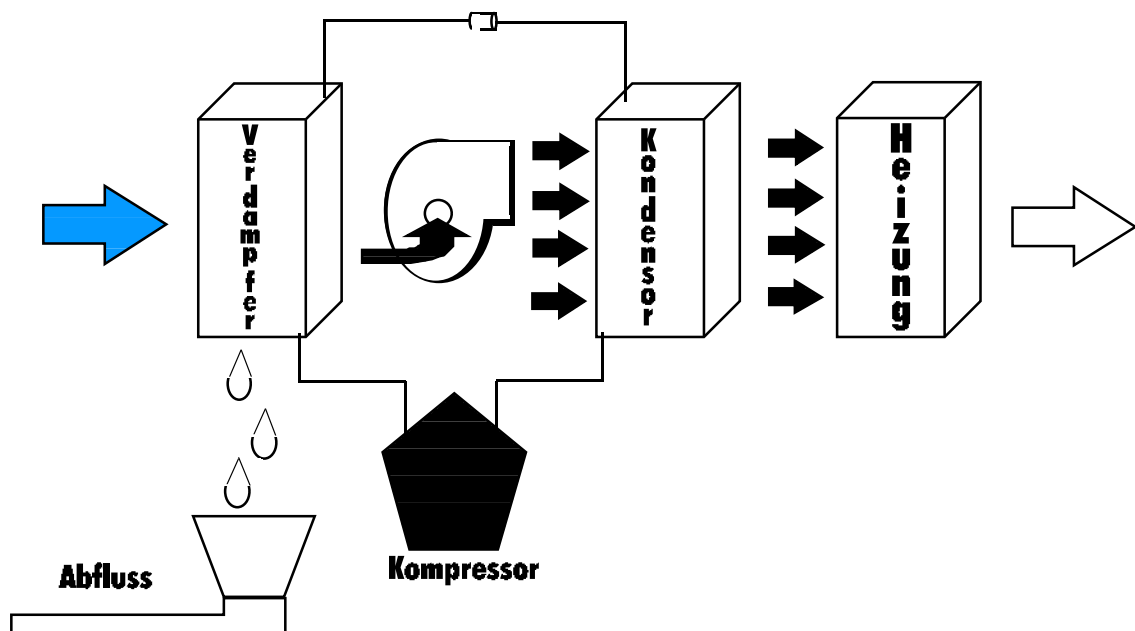 Verdampfer
Kondensor
Heizung
Kompressor
Abfluss